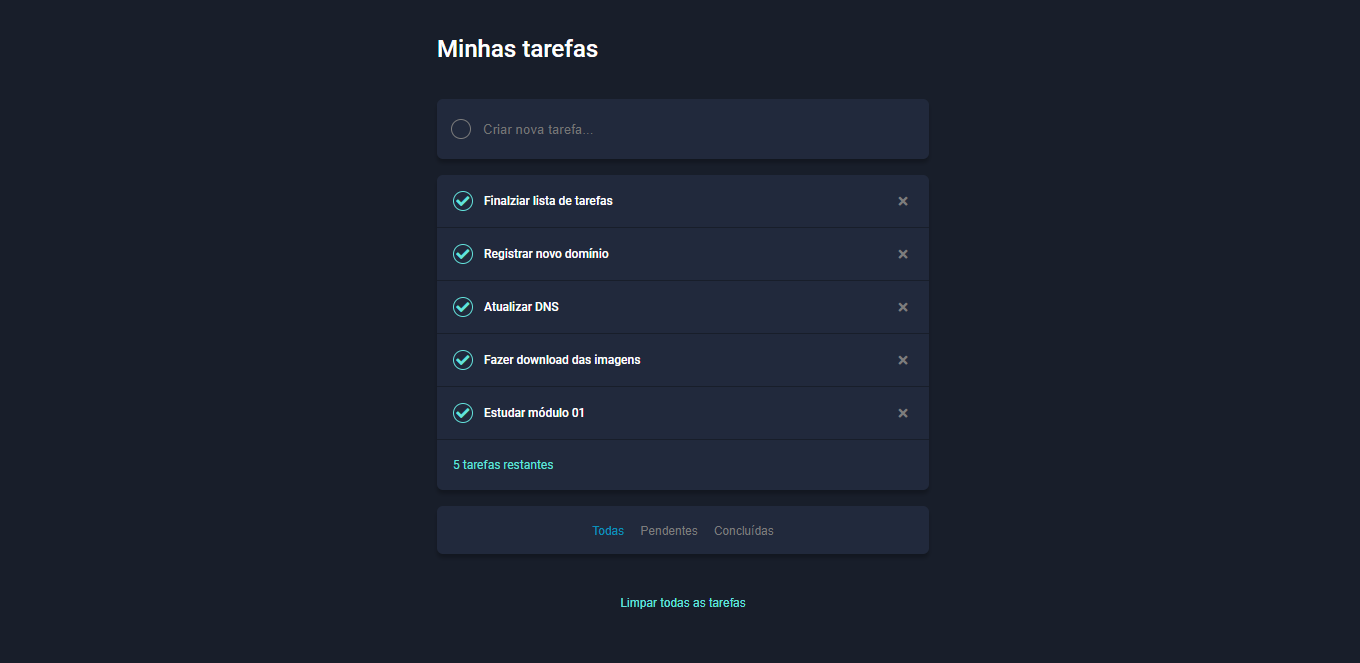 Minhas tarefas
Criar nova tarefa...
Finalziar lista de tarefas
Registrar novo domínio
Atualizar DNS
Fazer download das imagens
Estudar módulo 01
5 tarefas restantes
Todas Pendentes Concluídas
Limpar todas as tarefas